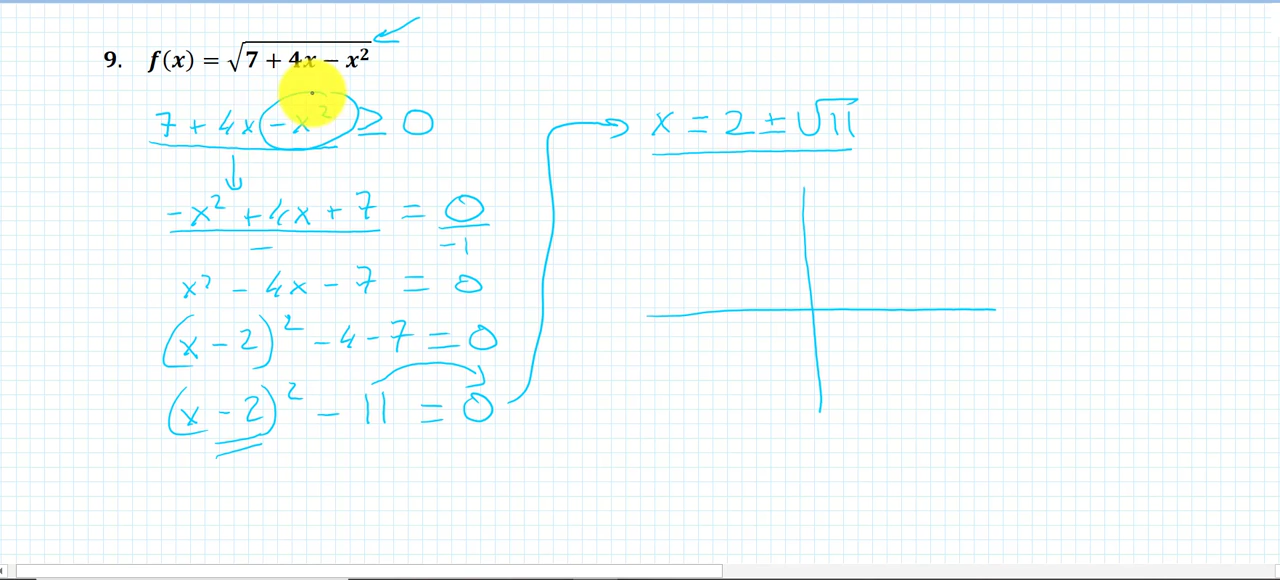 9. f(x) = √(7 + 4x − x²)
7 + 4x − x² ≥ 0
−x² + 4x + 7 = 0
− −1
x² − 4x − 7 = 0
(x − 2)² − 4 − 7 = 0
(x − 2)² − 11 = 0
x = 2 ± √11